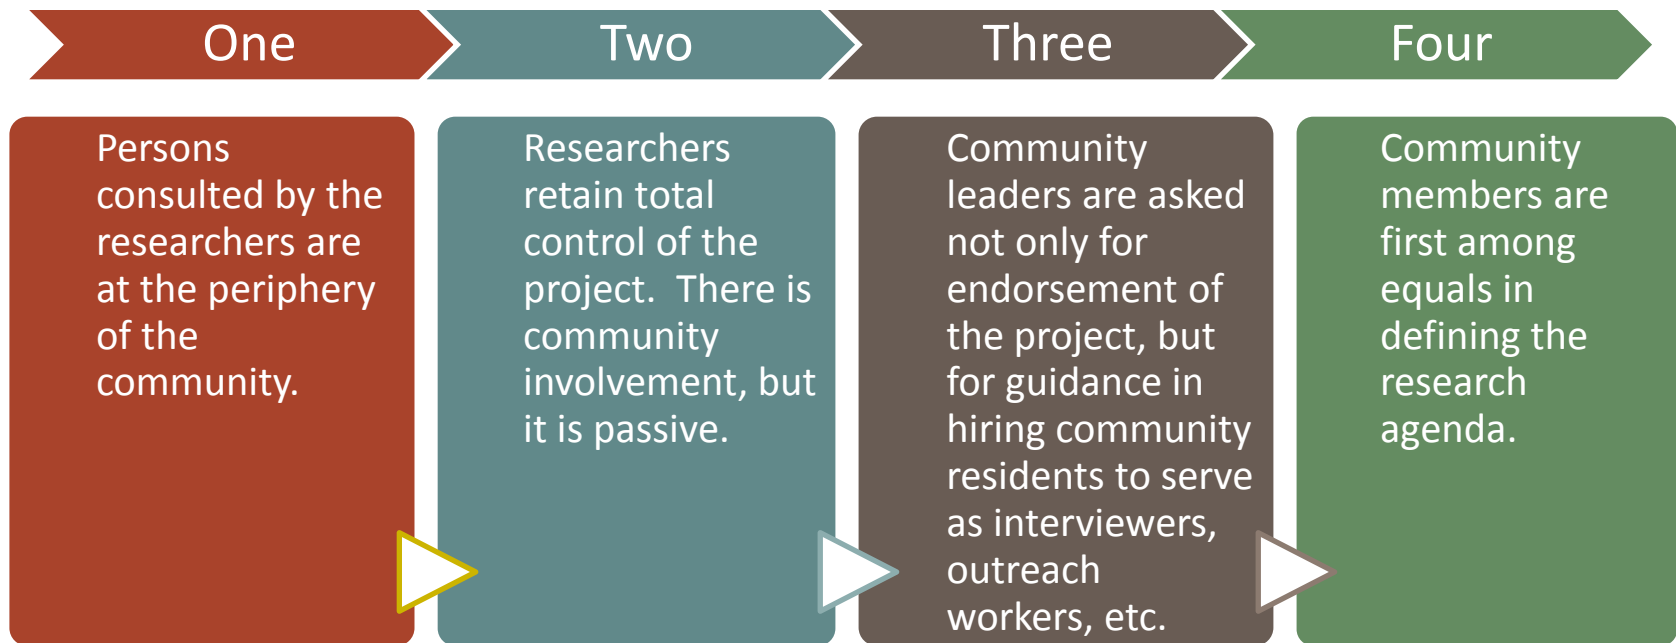 One
Two
Three
Four
Persons
consulted by the
researchers are
at the periphery
of the
community.
Researchers
retain total
control of the
project.  There is
community
involvement, but
it is passive.
Community
leaders are asked
not only for
endorsement of
the project, but
for guidance in
hiring community
residents to serve
as interviewers,
outreach
workers, etc.
Community
members are
first among
equals in
defining the
research
agenda.